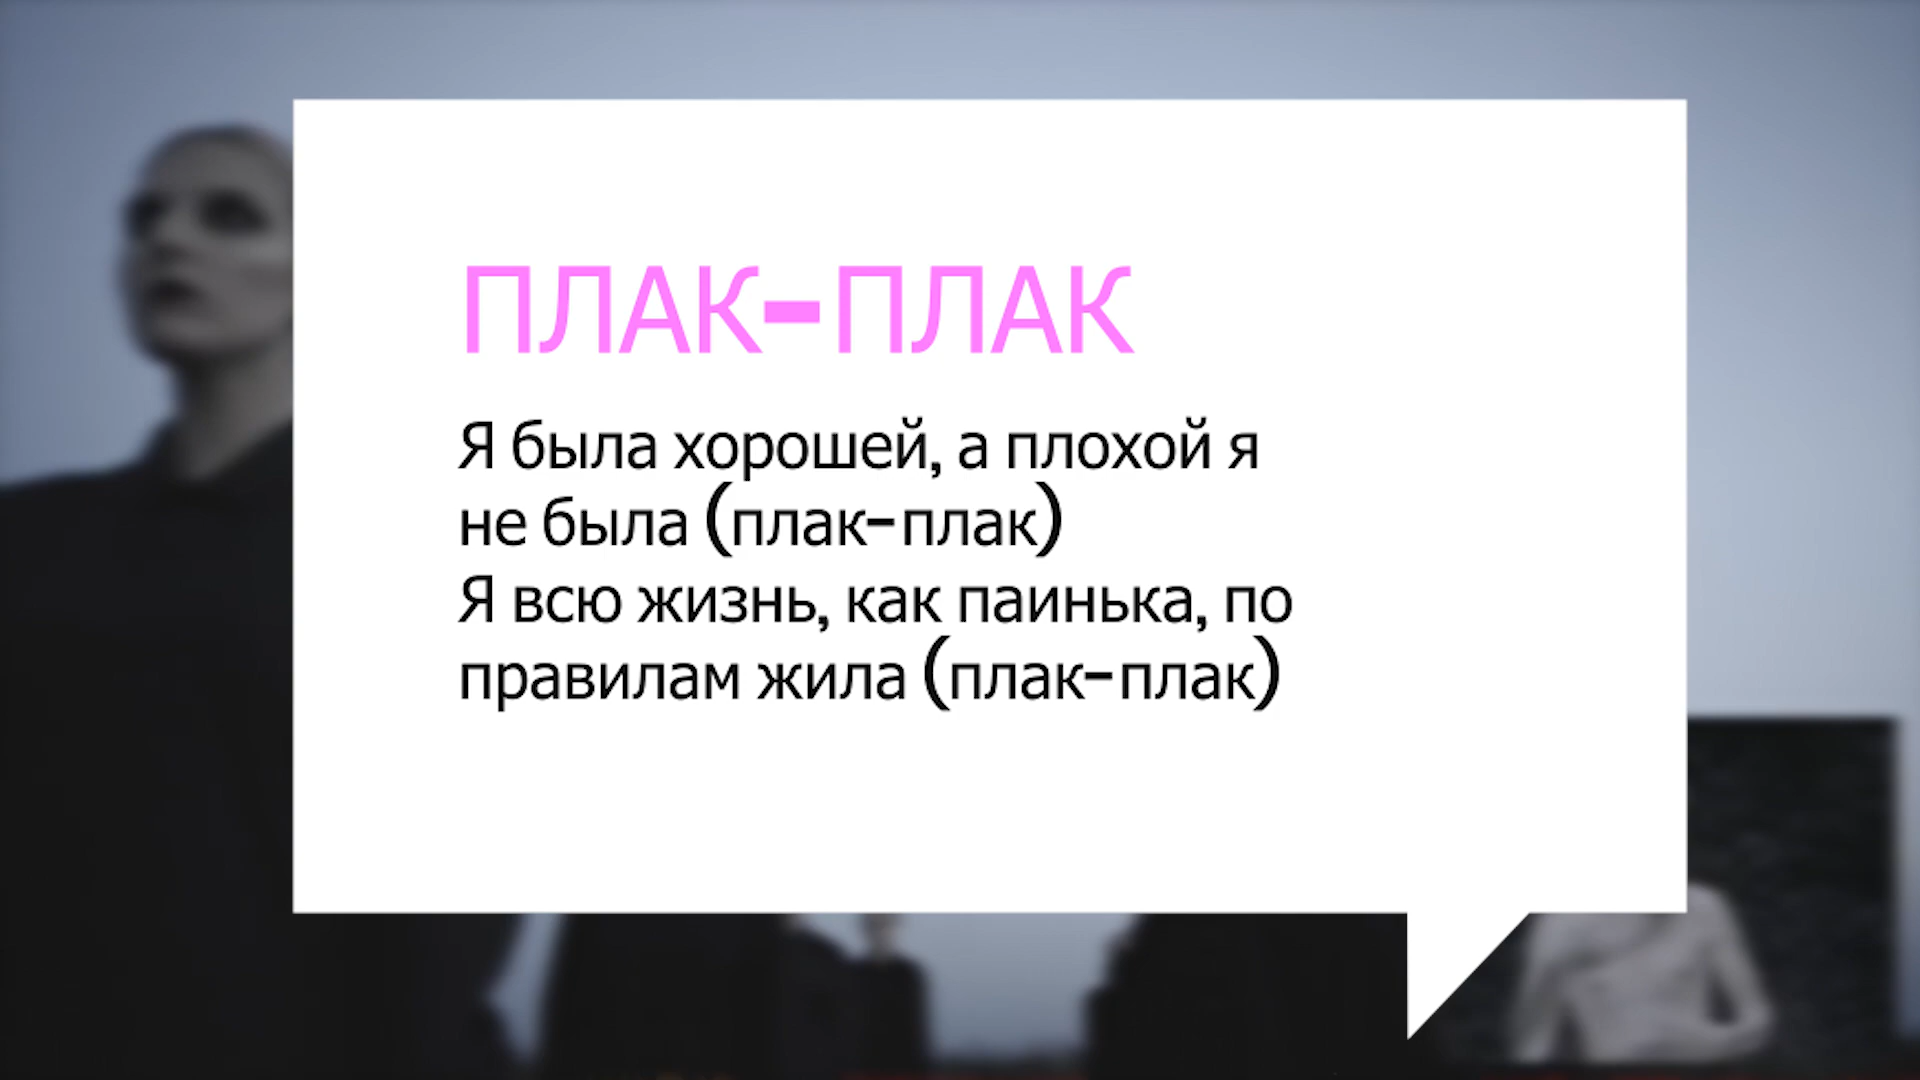 ПЛАК-ПЛАК
Я была хорошей, а плохой я
не была (плак-плак)
Я всю жизнь, как паинька, по
правилам жила (плак-плак)